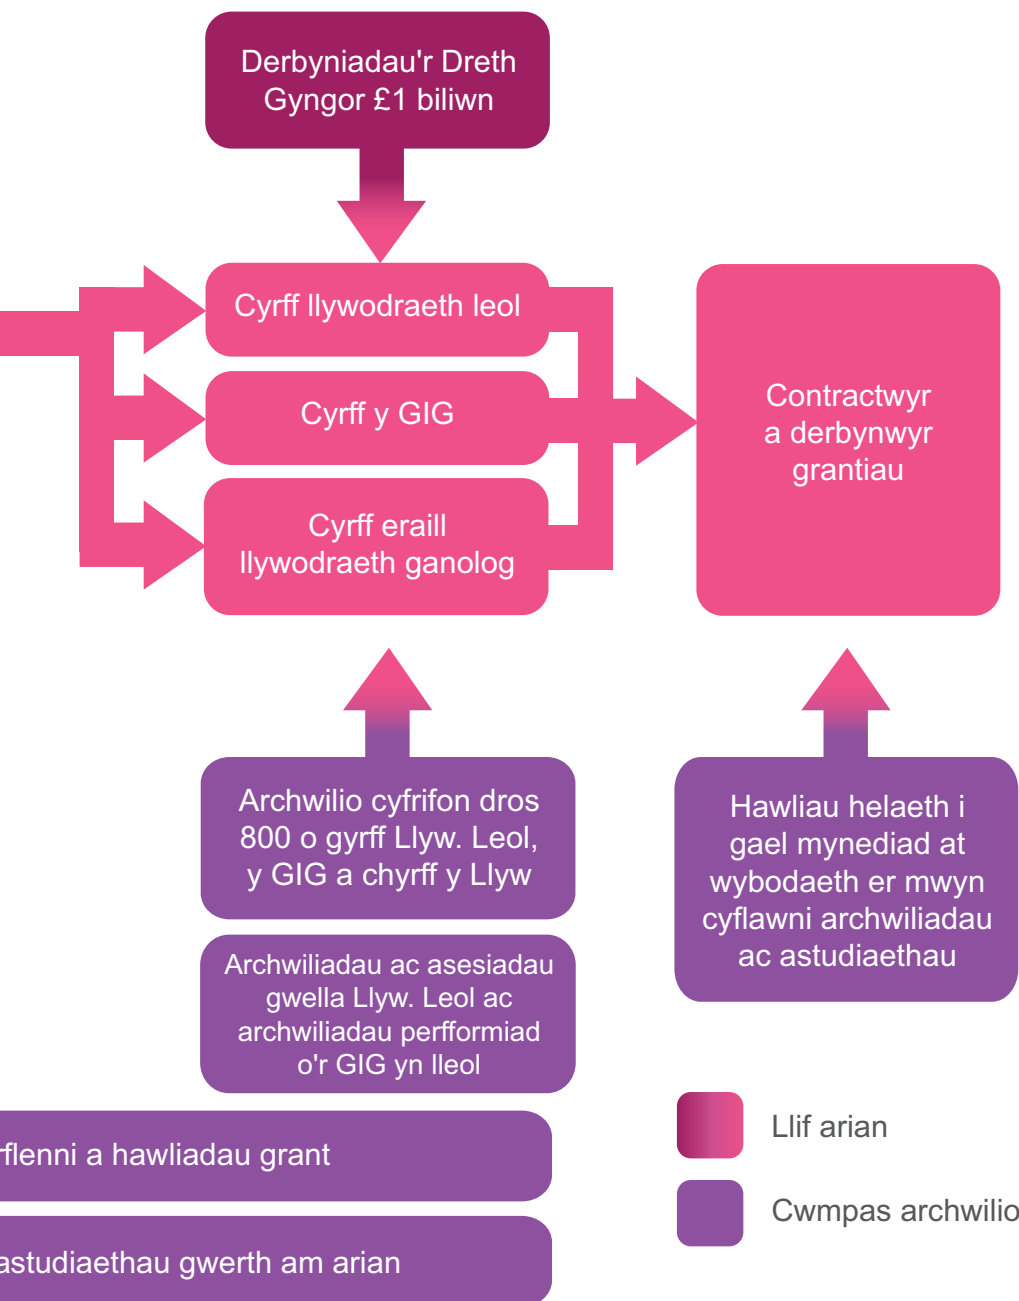 Derbyniadau'r Dreth
Gyngor £1 biliwn
Cyrff llywodraeth leol
Cyrff y GIG
Cyrff eraill
llywodraeth ganolog
Contractwyr
a derbynwyr
grantiau
Archwilio cyfrifon dros
800 o gyrff Llyw. Leol,
y GIG a chyrff y Llyw
Archwiliadau ac asesiadau
gwella Llyw. Leol ac
archwiliadau perfformiad
o'r GIG yn lleol
Hawliau helaeth i
gael mynediad at
wybodaeth er mwyn
cyflawni archwiliadau
ac astudiaethau
a hawliadau grant
astudiaethau gwerth am arian
Llif arian
Cwmpas archwilio